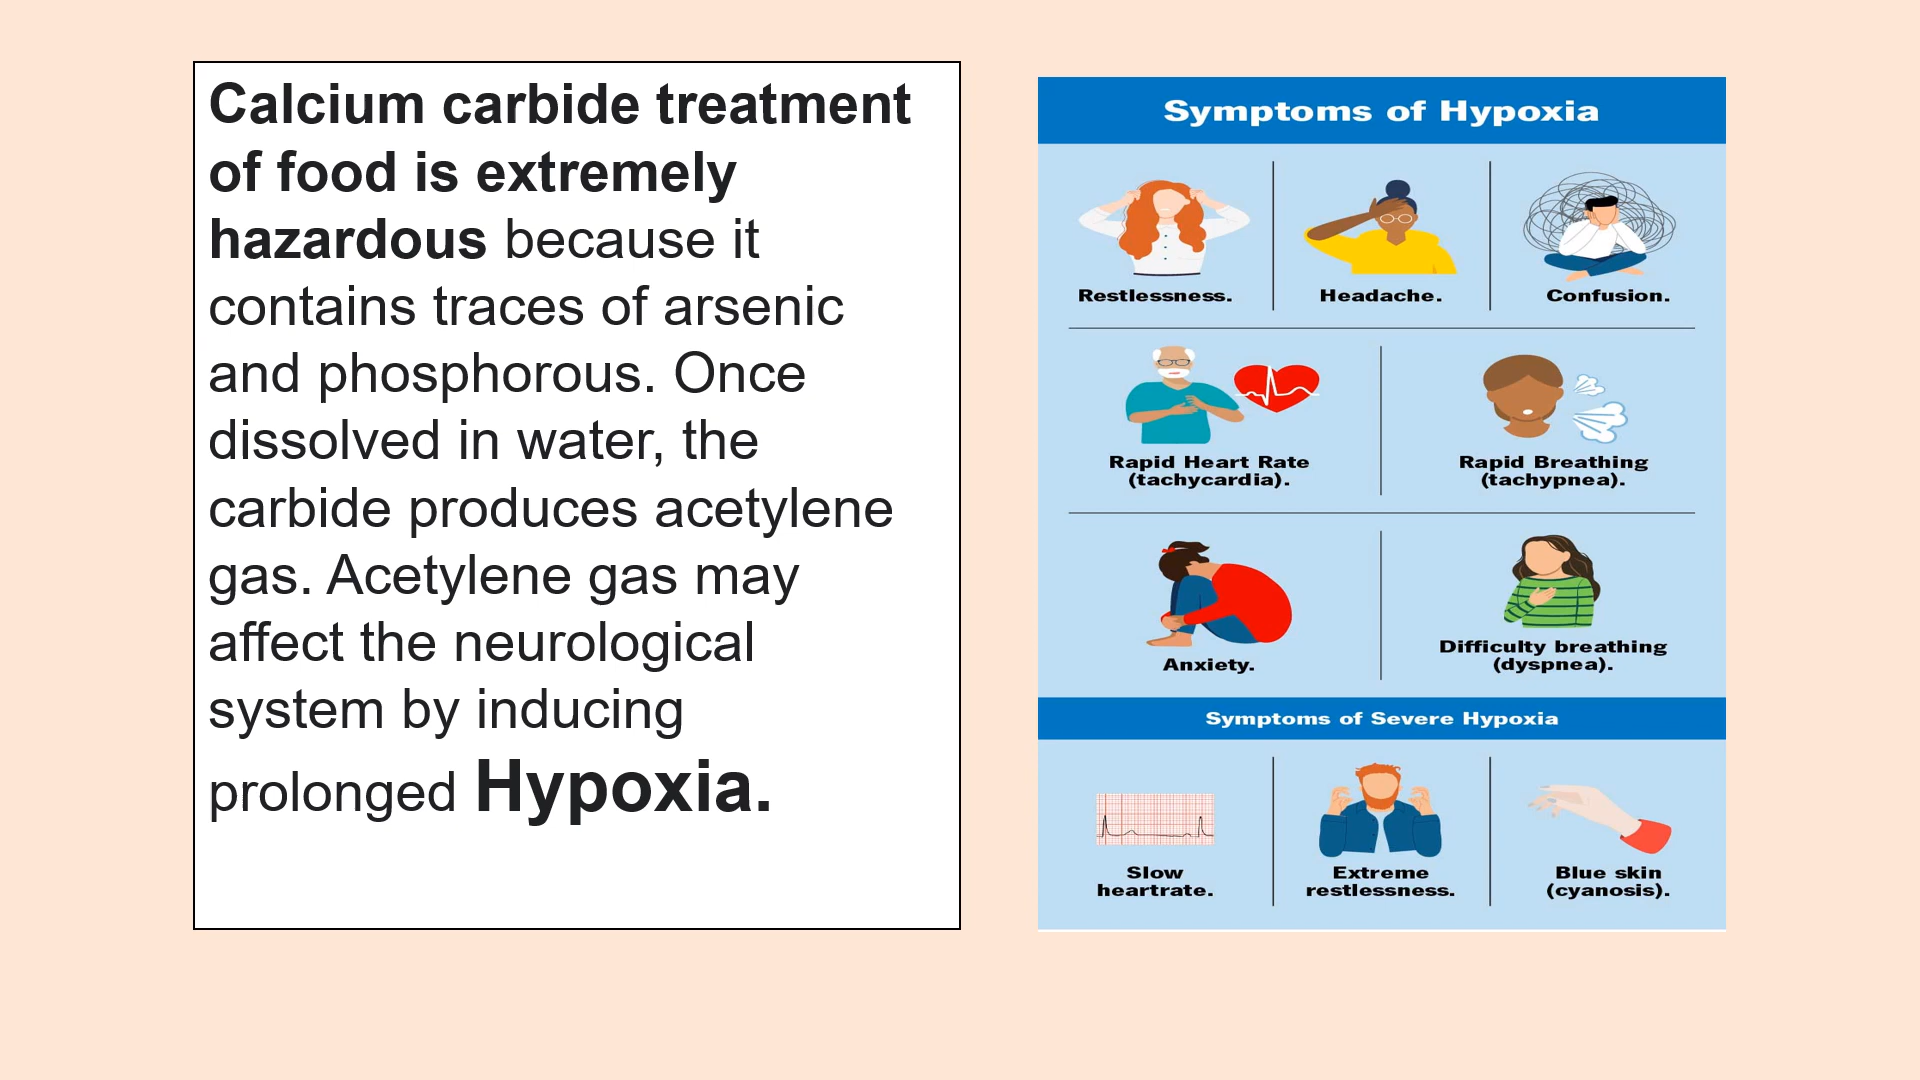 Calcium carbide treatment
of food is extremely
hazardous because it
contains traces of arsenic
and phosphorous. Once
dissolved in water, the
carbide produces acetylene
gas. Acetylene gas may
affect the neurological
system by inducing
prolonged Hypoxia.
Symptoms of Hypoxia
Restlessness.
Headache.
Confusion.
Rapid Heart Rate
(tachycardia).
Rapid Breathing
(tachypnea).
Anxiety.
Difficulty breathing
(dyspnea).
Symptoms of Severe Hypoxia
Slow
heartrate.
Extreme
restlessness.
Blue skin
(cyanosis).